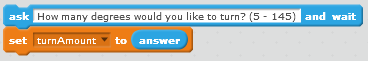 ask How many degrees would you like to turn? (5 - 145) and wait
set turnAmount to answer